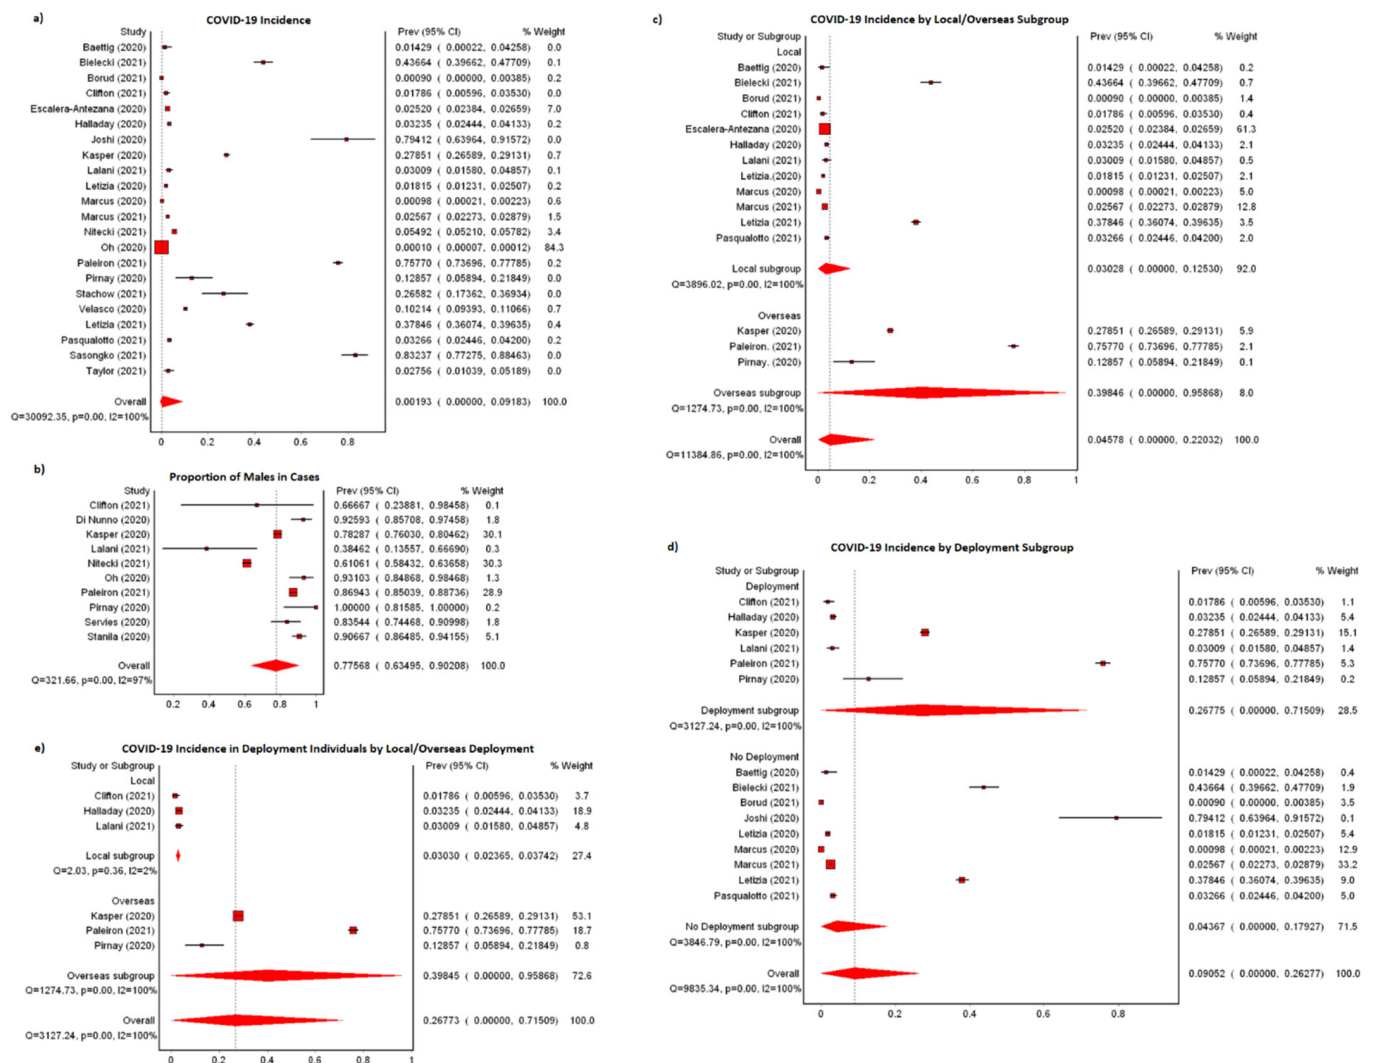 a)
COVID-19 Incidence
Study Prev (95% CI) % Weight
Baettig (2020) 0.01429 ( 0.00022, 0.04258) 0.0
Bielecki (2021) 0.43664 ( 0.39662, 0.47709) 0.1
Borud (2021) 0.00090 ( 0.00000, 0.00385) 0.2
Clifton (2021) 0.01786 ( 0.00596, 0.03530) 0.0
Escalera-Antezana (2020) 0.02520 ( 0.02384, 0.02659) 7.0
Halladay (2020) 0.03235 ( 0.02444, 0.04133) 0.2
Joshi (2020) 0.79412 ( 0.63964, 0.91572) 0.0
Kasper (2020) 0.27851 ( 0.26589, 0.29131) 0.7
Lalani (2021) 0.03009 ( 0.01580, 0.04857) 0.1
Letizia (2020) 0.01815 ( 0.01231, 0.02507) 0.2
Marcus (2020) 0.00098 ( 0.00021, 0.00223) 0.6
Marcus (2021) 0.02567 ( 0.02273, 0.02879) 1.5
Nitecki (2021) 0.05492 ( 0.05210, 0.05782) 3.4
Oh (2020) 0.00010 ( 0.00007, 0.00012) 84.3
Paleiron (2021) 0.75770 ( 0.73696, 0.77785) 0.2
Pirnay (2020) 0.12857 ( 0.05894, 0.21849) 0.0
Stachow (2021) 0.26582 ( 0.17362, 0.36934) 0.0
Velasco (2021) 0.10214 ( 0.09393, 0.11066) 0.7
Letizia (2021) 0.37846 ( 0.36074, 0.39635) 0.4
Pasqualotto (2021) 0.03266 ( 0.02446, 0.04200) 0.2
Sasongko (2021) 0.83237 ( 0.77275, 0.88463) 0.0
Taylor (2021) 0.02756 ( 0.01039, 0.05189) 0.0
Overall 0.00193 ( 0.00000, 0.09183) 100.0
Q=30092.35, p=0.00, I2=100%
0 0.2 0.4 0.6 0.8
b)
Proportion of Males in Cases
Study Prev (95% CI) % Weight
Clifton (2021) 0.66667 ( 0.23881, 0.98458) 0.1
Di Nunno (2020) 0.92593 ( 0.85708, 0.97458) 1.8
Kasper (2020) 0.78287 ( 0.76030, 0.80462) 30.1
Lalani (2021) 0.38462 ( 0.13557, 0.66690) 0.3
Nitecki (2021) 0.61061 ( 0.58432, 0.63658) 30.3
Oh (2020) 0.93103 ( 0.84868, 0.98468) 1.3
Paleiron (2021) 0.86943 ( 0.85039, 0.88736) 28.9
Pirnay (2020) 1.00000 ( 0.81585, 1.00000) 0.2
Servies (2020) 0.83544 ( 0.74468, 0.90998) 1.8
Stanila (2020) 0.90667 ( 0.86485, 0.94155) 5.1
Overall 0.77568 ( 0.63495, 0.90208) 100.0
Q=321.66, p=0.00, I2=97%
0.2 0.4 0.6 0.8 1
e)
COVID-19 Incidence in Deployment Individuals by Local/Overseas Deployment
Study or Subgroup Prev (95% CI) % Weight
Local
Clifton (2021) 0.01786 ( 0.00596, 0.03530) 3.7
Halladay (2020) 0.03235 ( 0.02444, 0.04133) 18.9
Lalani (2021) 0.03009 ( 0.01580, 0.04857) 4.8
Local subgroup 0.03030 ( 0.02365, 0.03742) 27.4
Q=2.03, p=0.36, I2=2%
Overseas
Kasper (2020) 0.27851 ( 0.26589, 0.29131) 53.1
Paleiron (2021) 0.75770 ( 0.73696, 0.77785) 18.7
Pirnay (2020) 0.12857 ( 0.05894, 0.21849) 0.8
Overseas subgroup 0.39845 ( 0.00000, 0.95868) 72.6
Q=1274.73, p=0.00, I2=100%
Overall 0.26773 ( 0.00000, 0.71509) 100.0
Q=3127.24, p=0.00, I2=100%
0 0.2 0.4 0.6 0.8 1
c)
COVID-19 Incidence by Local/Overseas Subgroup
Study or Subgroup Prev (95% CI) % Weight
Local
Baettig (2020) 0.01429 ( 0.00022, 0.04258) 0.2
Bielecki (2021) 0.43664 ( 0.39662, 0.47709) 0.7
Borud (2021) 0.00090 ( 0.00000, 0.00385) 1.4
Clifton (2021) 0.01786 ( 0.00596, 0.03530) 0.4
Escalera-Antezana (2020) 0.02520 ( 0.02384, 0.02659) 61.3
Halladay (2020) 0.03235 ( 0.02444, 0.04133) 2.1
Lalani (2021) 0.03009 ( 0.01580, 0.04857) 0.5
Letizia.(2020) 0.01815 ( 0.01231, 0.02507) 2.1
Marcus (2020) 0.00098 ( 0.00021, 0.00223) 5.0
Marcus (2021) 0.02567 ( 0.02273, 0.02879) 12.8
Letizia (2021) 0.37846 ( 0.36074, 0.39635) 3.5
Pasqualotto (2021) 0.03266 ( 0.02446, 0.04200) 2.0
Local subgroup 0.03028 ( 0.00000, 0.12530) 92.0
Q=3896.02, p=0.00, I2=100%
Overseas
Kasper (2020) 0.27851 ( 0.26589, 0.29131) 5.9
Paleiron. (2021) 0.75770 ( 0.73696, 0.77785) 2.1
Pirnay. (2020) 0.12857 ( 0.05894, 0.21849) 0.1
Overseas subgroup 0.39846 ( 0.00000, 0.95868) 8.0
Q=1274.73, p=0.00, I2=100%
Overall 0.04578 ( 0.00000, 0.22032) 100.0
Q=11384.86, p=0.00, I2=100%
0 0.2 0.4 0.6 0.8 1
d)
COVID-19 Incidence by Deployment Subgroup
Study or Subgroup Prev (95% CI) % Weight
Deployment
Clifton (2021) 0.01786 ( 0.00596, 0.03530) 1.1
Halladay (2020) 0.03235 ( 0.02444, 0.04133) 5.4
Kasper (2020) 0.27851 ( 0.26589, 0.29131) 15.1
Lalani (2021) 0.03009 ( 0.01580, 0.04857) 1.4
Paleiron (2021) 0.75770 ( 0.73696, 0.77785) 5.3
Pirnay (2020) 0.12857 ( 0.05894, 0.21849) 0.2
Deployment subgroup 0.26775 ( 0.00000, 0.71509) 28.5
Q=3127.24, p=0.00, I2=100%
No Deployment
Baettig (2020) 0.01429 ( 0.00022, 0.04258) 0.4
Bielecki (2021) 0.43664 ( 0.39662, 0.47709) 1.9
Borud (2021) 0.00090 ( 0.00000, 0.00385) 3.5
Joshi (2020) 0.79412 ( 0.63964, 0.91572) 0.1
Letizia (2020) 0.01815 ( 0.01231, 0.02507) 5.4
Marcus (2020) 0.00098 ( 0.00021, 0.00223) 12.9
Marcus (2021) 0.02567 ( 0.02273, 0.02879) 33.2
Letizia (2021) 0.37846 ( 0.36074, 0.39635) 9.0
Pasqualotto (2021) 0.03266 ( 0.02446, 0.04200) 5.0
No Deployment subgroup 0.04367 ( 0.00000, 0.17927) 71.5
Q=3846.79, p=0.00, I2=100%
Overall 0.09052 ( 0.00000, 0.26277) 100.0
Q=9835.34, p=0.00, I2=100%
0 0.2 0.4 0.6 0.8